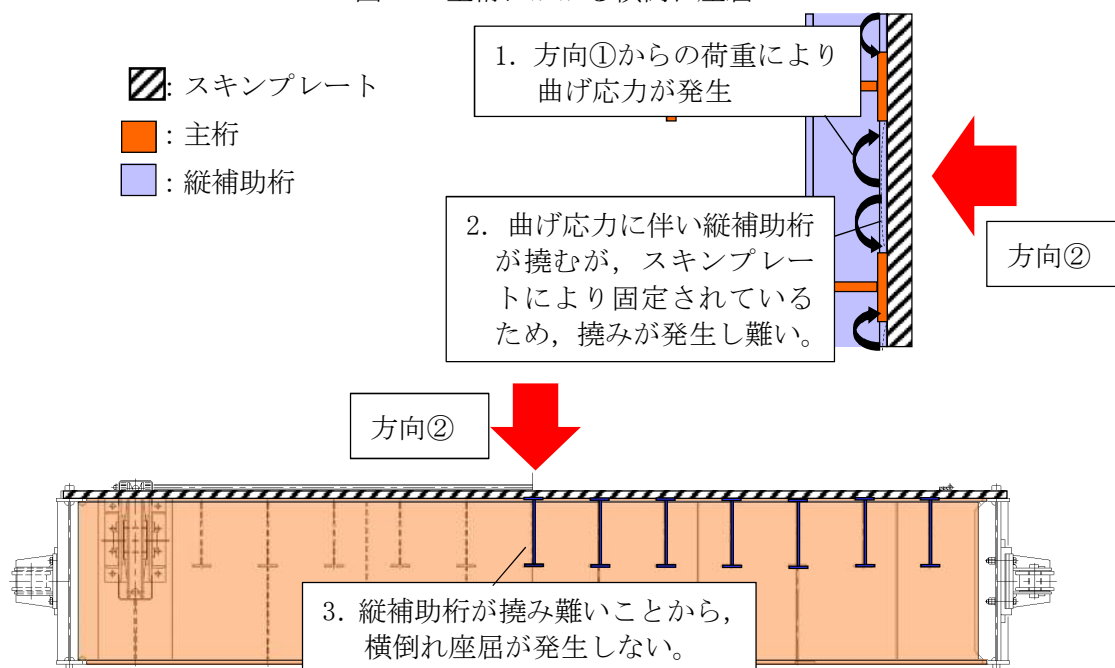 1. 方向①からの荷重により
曲げ応力が発生
: スキンプレート
: 主桁
: 縦補助桁
2. 曲げ応力に伴い縦補助桁
が撓むが，スキンプレー
トにより固定されている
ため，撓みが発生し難い。
方向②
方向②
3. 縦補助桁が撓み難いことから，
横倒れ座屈が発生しない。